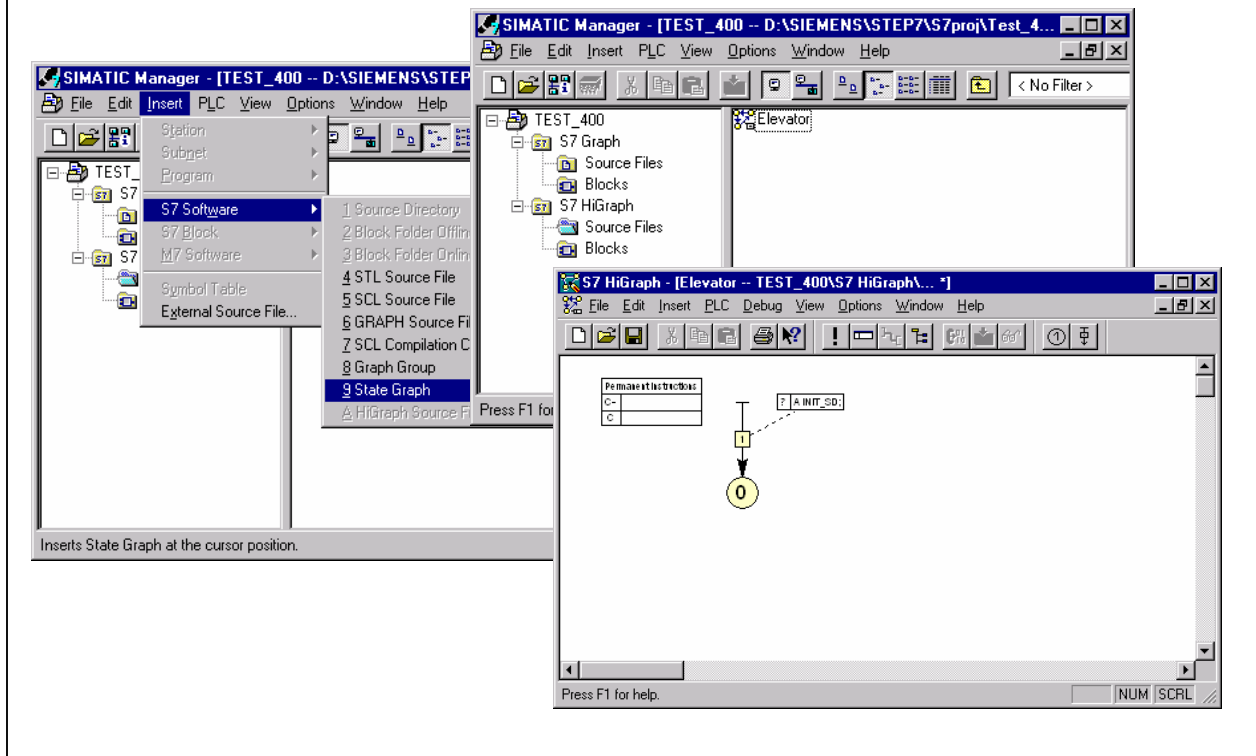 SIMATIC Manager - [TEST_400 -- D:\SIEMENS\STEP7\S7proj\Test_4...
File Edit Insert PLC View Options Window Help
< No Filter >
TEST_400
S7 Graph
Source Files
Blocks
S7 HiGraph
Source Files
Blocks
Elevator
Press F1 for
SIMATIC Manager - [TEST_400 -- D:\SIEMENS\STEP
File Edit Insert PLC View Options Window Help
TEST_
S7
S7
Station
Subnet
Program
S7 Software
S7 Block
M7 Software
Symbol Table
External Source File...
1 Source Directory
2 Block Folder Offlin
3 Block Folder Onlin
4 STL Source File
5 SCL Source File
6 GRAPH Source Fil
7 SCL Compilation C
8 Graph Group
9 State Graph
A HiGraph Source F
Inserts State Graph at the cursor position.
S7 HiGraph - [Elevator -- TEST_400\S7 HiGraph\... *]
File Edit Insert PLC Debug View Options Window Help
Permanent Instructions
C-
C
? A INIT_SD;
1
0
Press F1 for help.
NUM SCRL